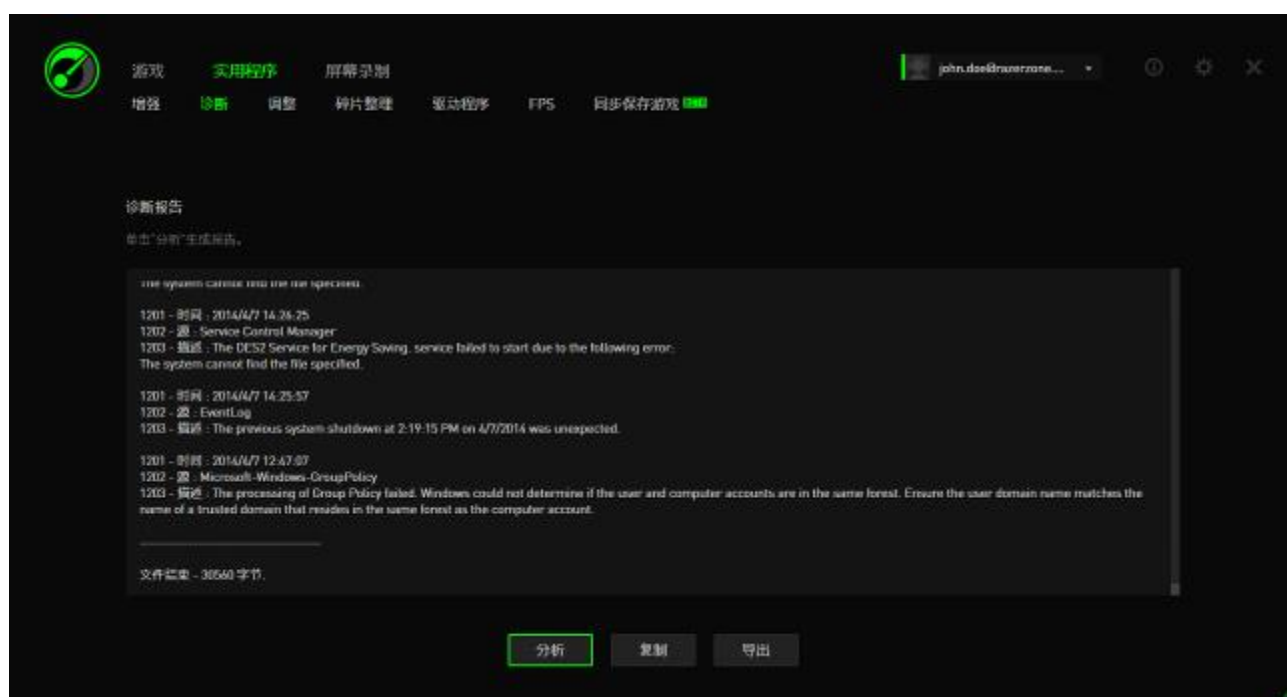 游戏 实用程序 屏幕录制
john.doe@razerzone...
增强 诊断 调整 碎片整理 驱动程序 FPS 同步保存游戏
诊断报告
单击"分析"生成报告。
The system cannot find the file specified.
1201 - 时间 : 2014/4/7 14:26:25
1202 - 源 : Service Control Manager
1203 - 描述 : The DES2 Service for Energy Saving. service failed to start due to the following error:
The system cannot find the file specified.
1201 - 时间 : 2014/4/7 14:25:57
1202 - 源 : EventLog
1203 - 描述 : The previous system shutdown at 2:19:15 PM on 4/7/2014 was unexpected.
1201 - 时间 : 2014/4/7 12:47:07
1202 - 源 : Microsoft-Windows-GroupPolicy
1203 - 描述 : The processing of Group Policy failed. Windows could not determine if the user and computer accounts are in the same forest. Ensure the user domain name matches the
name of a trusted domain that resides in the same forest as the computer account.
文件结束 - 30560 字节.
分析 复制 导出